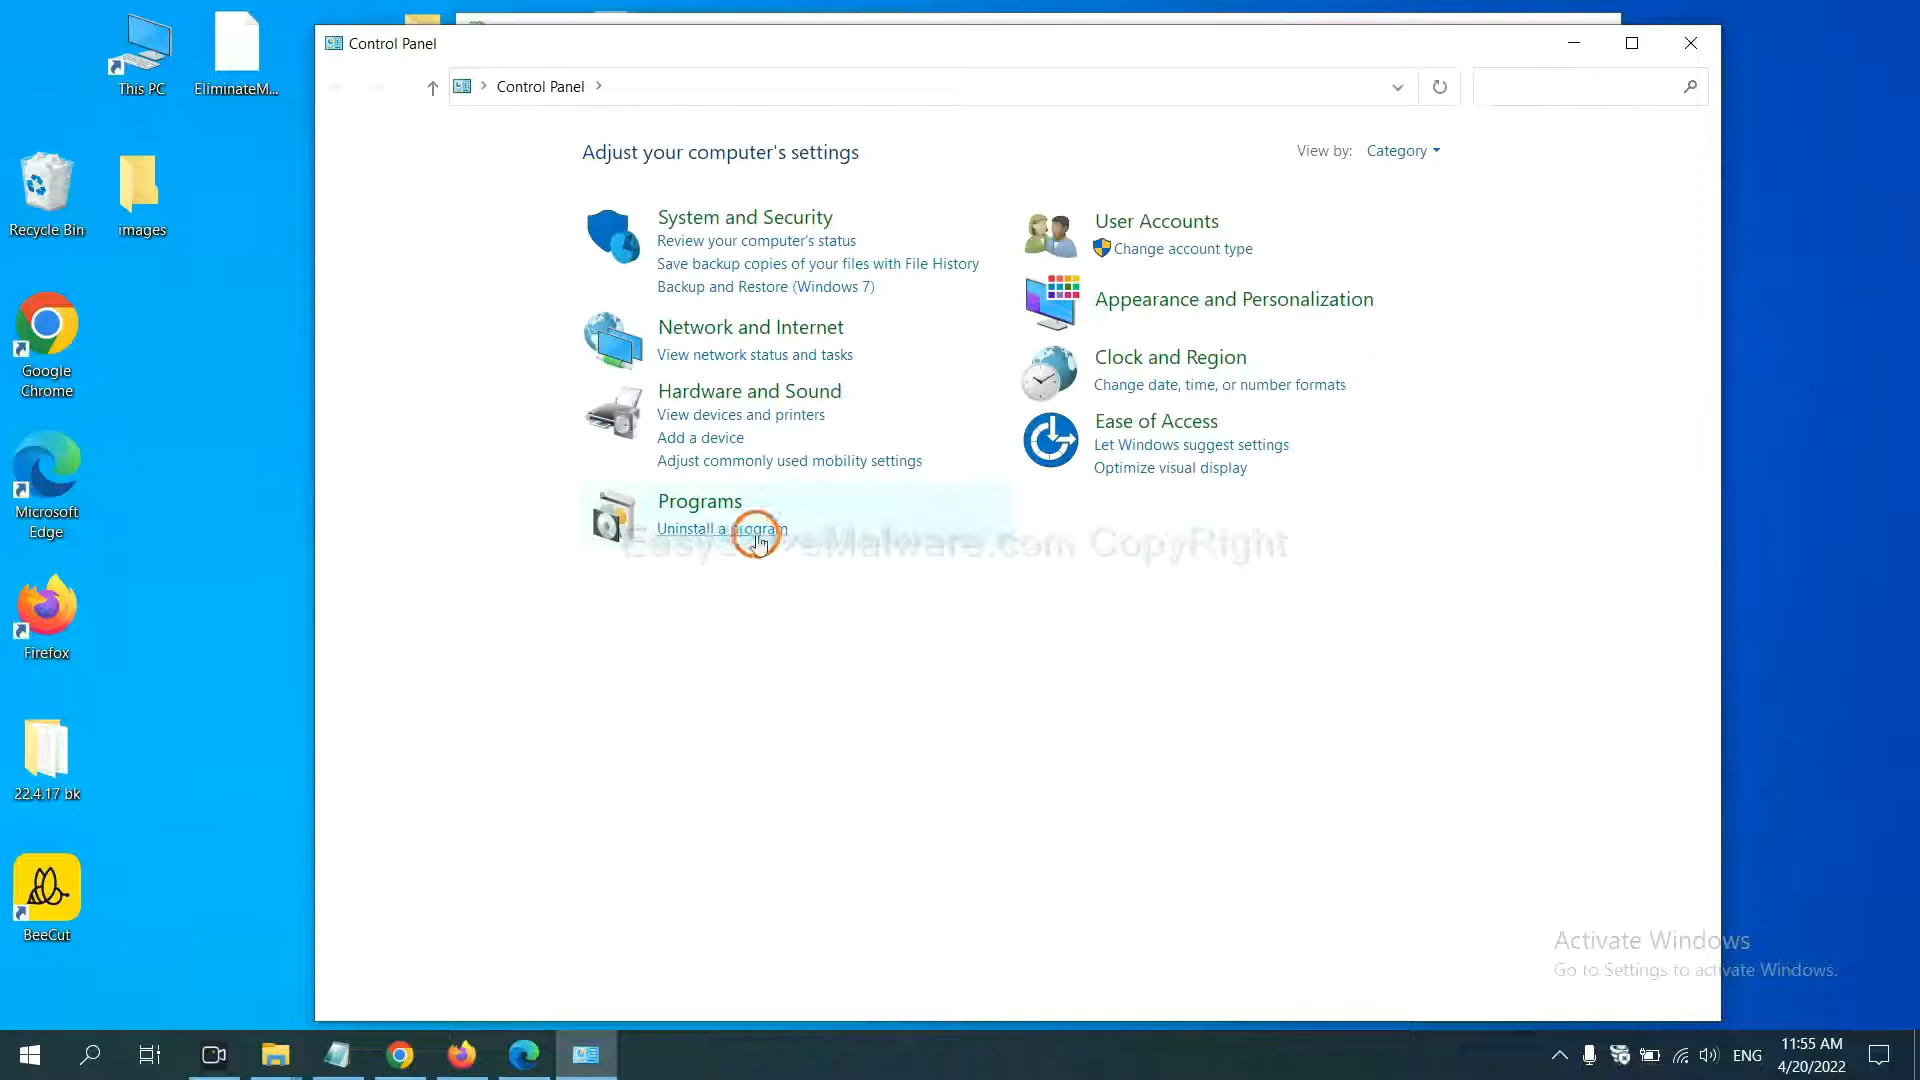 This PC
EliminateM...
Recycle Bin
images
Google
Chrome
Microsoft
Edge
Firefox
22.4.17 bk
BeeCut
Control Panel
Control Panel
Adjust your computer's settings
View by:
Category
System and Security
Review your computer's status
Save backup copies of your files with File History
Backup and Restore (Windows 7)
Network and Internet
View network status and tasks
Hardware and Sound
View devices and printers
Add a device
Adjust commonly used mobility settings
Programs
Uninstall a program
User Accounts
Change account type
Appearance and Personalization
Clock and Region
Change date, time, or number formats
Ease of Access
Let Windows suggest settings
Optimize visual display
CopyRight
Activate Windows
Go to Settings to activate Windows.
ENG
11:55 AM
4/20/2022